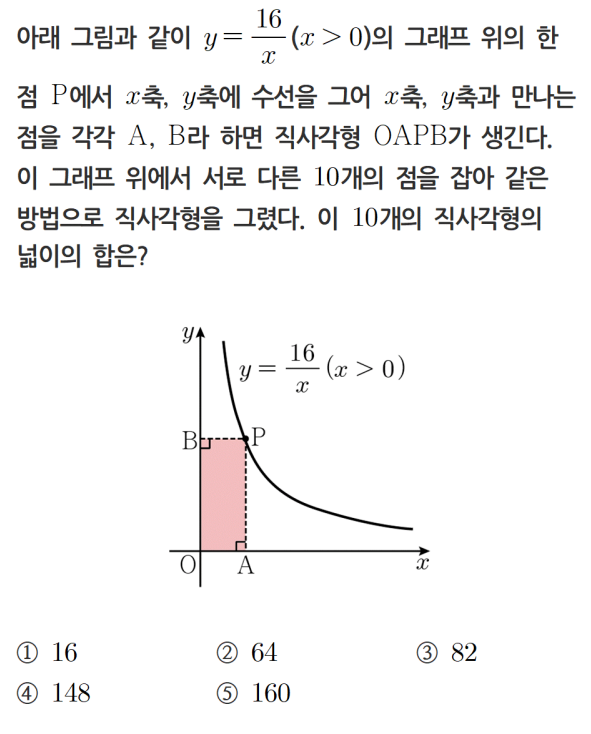 아래 그림과 같이 y = 16/x (x > 0)의 그래프 위의 한
점 P에서 x축, y축에 수선을 그어 x축, y축과 만나는
점을 각각 A, B라 하면 직사각형 OAPB가 생긴다.
이 그래프 위에서 서로 다른 10개의 점을 잡아 같은
방법으로 직사각형을 그렸다. 이 10개의 직사각형의
넓이의 합은?
y
y = 16/x (x > 0)
B
P
O
A
x
① 16 ② 64 ③ 82
④ 148 ⑤ 160